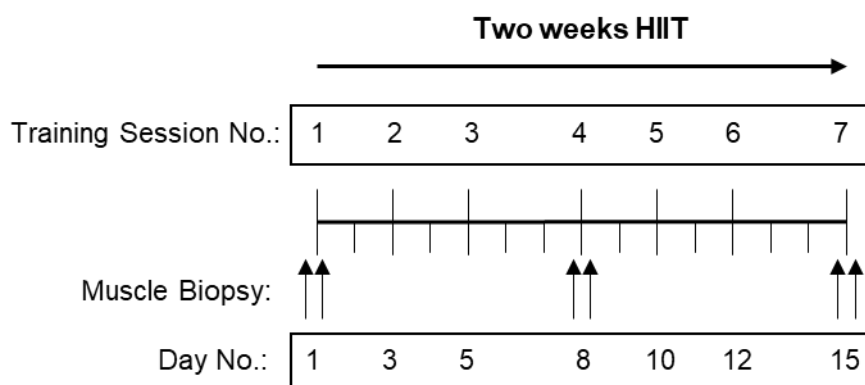 Two weeks HIIT
Training Session No.: 1 2 3 4 5 6 7
Muscle Biopsy:
Day No.: 1 3 5 8 10 12 15